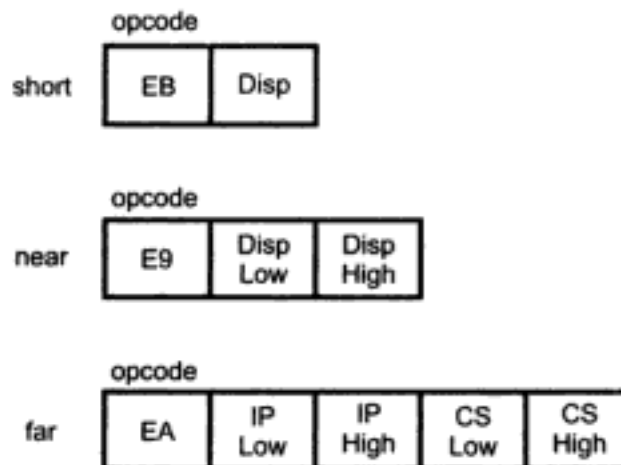 opcode
short EB Disp
opcode
near E9 Disp Low Disp High
opcode
far EA IP Low IP High CS Low CS High